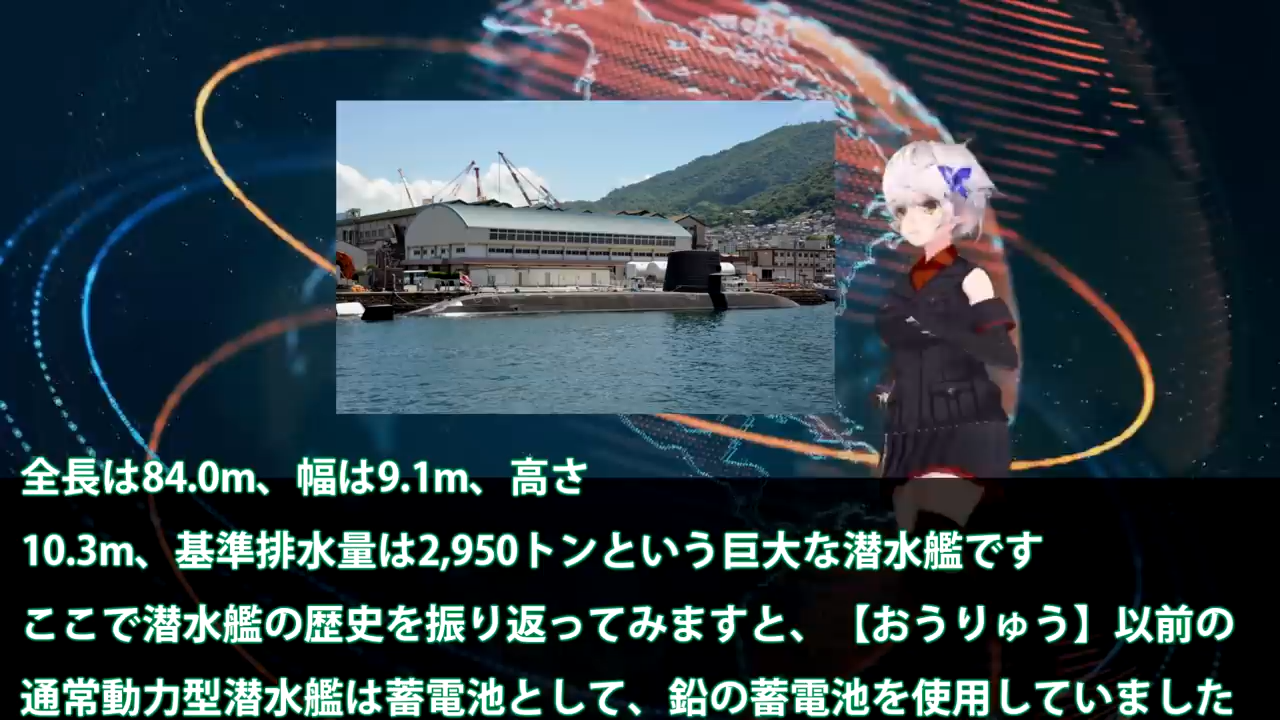 全長は84.0m、幅は9.1m、高さ
10.3m、基準排水量は2,950トンという巨大な潜水艦です
ここで潜水艦の歴史を振り返ってみますと、【おうりゅう】以前の
通常動力型潜水艦は蓄電池として、鉛の蓄電池を使用していました